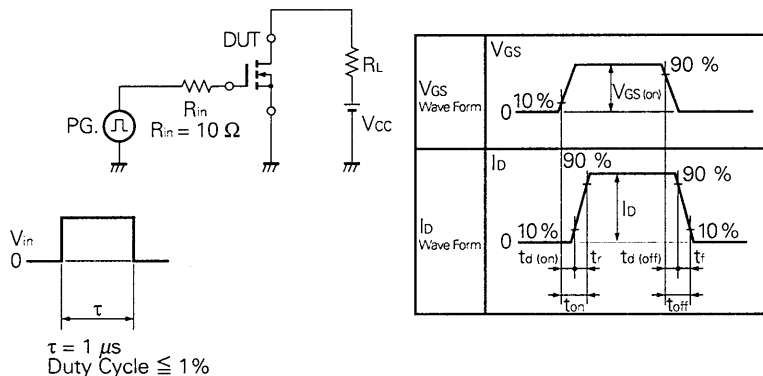 DUT
RL
Rin
Rin = 10 Ω
PG.
VCC
Vin
0
τ
τ = 1 μs
Duty Cycle ≦ 1%
VGS
Wave Form
VGS
90 %
10 %
VGS (on)
0
ID
Wave Form
ID
90 %
90 %
ID
10 %
10 %
0
td (on)
tr
td (off)
tf
ton
toff